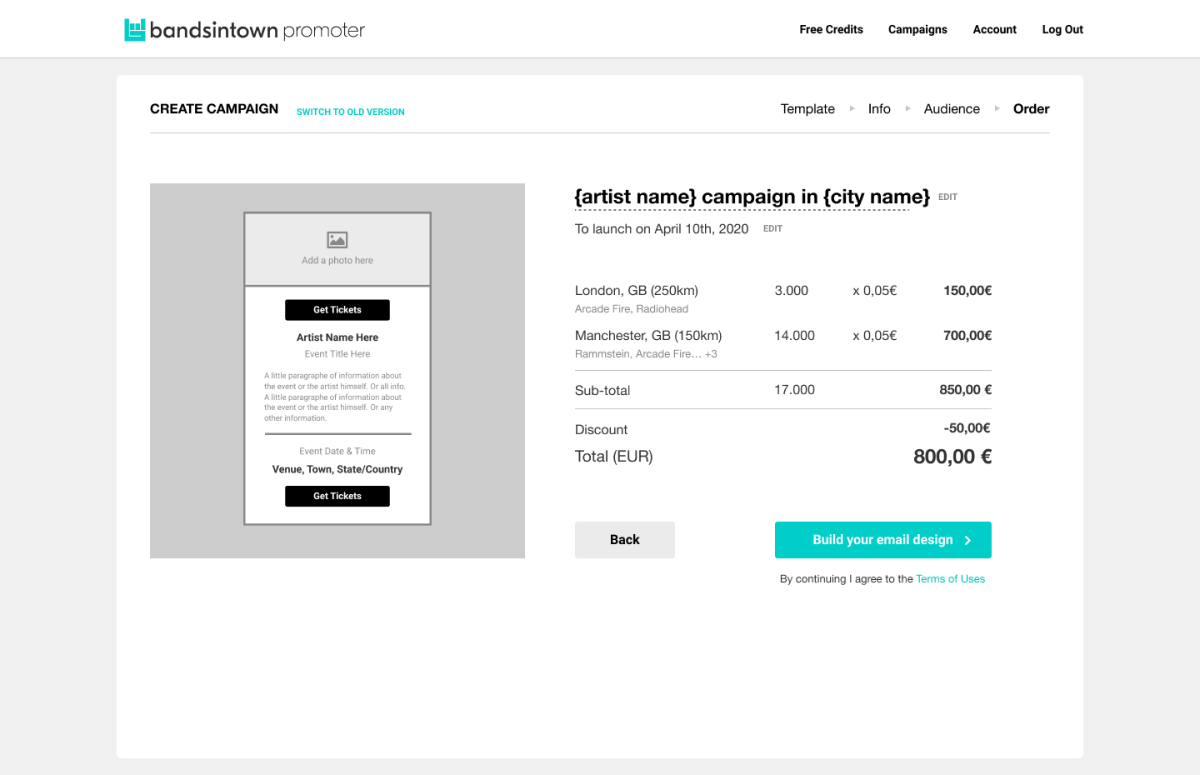 bandsintown promoter
Free Credits
Campaigns
Account
Log Out
CREATE CAMPAIGN
SWITCH TO OLD VERSION
Template
Info
Audience
Order
Add a photo here
Get Tickets
Artist Name Here
Event Title Here
A little paragraphe of information about
the event or the artist himself. Or all info.
A little paragraphe of information about
the event or the artist himself. Or any
other information.
Event Date & Time
Venue, Town, State/Country
Get Tickets
{artist name} campaign in {city name} EDIT
To launch on April 10th, 2020 EDIT
London, GB (250km) 3.000 x 0,05€ 150,00€
Arcade Fire, Radiohead
Manchester, GB (150km) 14.000 x 0,05€ 700,00€
Rammstein, Arcade Fire... +3
Sub-total 17.000 850,00 €
Discount -50,00€
Total (EUR) 800,00 €
Back
Build your email design
By continuing I agree to the Terms of Uses